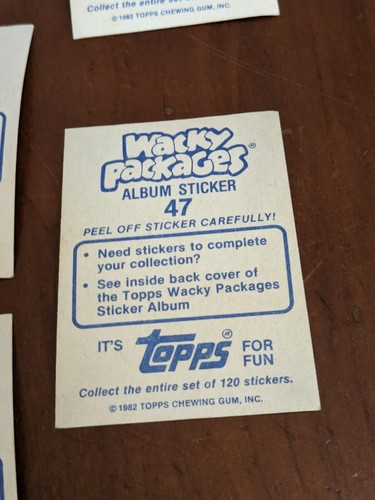 Collect the entire set
© 1982 TOPPS CHEWING GUM, INC.
Wacky
Packages®
ALBUM STICKER
47
PEEL OFF STICKER CAREFULLY!
• Need stickers to complete
your collection?
• See inside back cover of
the Topps Wacky Packages
Sticker Album
IT'S topps® FOR
FUN
Collect the entire set of 120 stickers.
© 1982 TOPPS CHEWING GUM, INC.